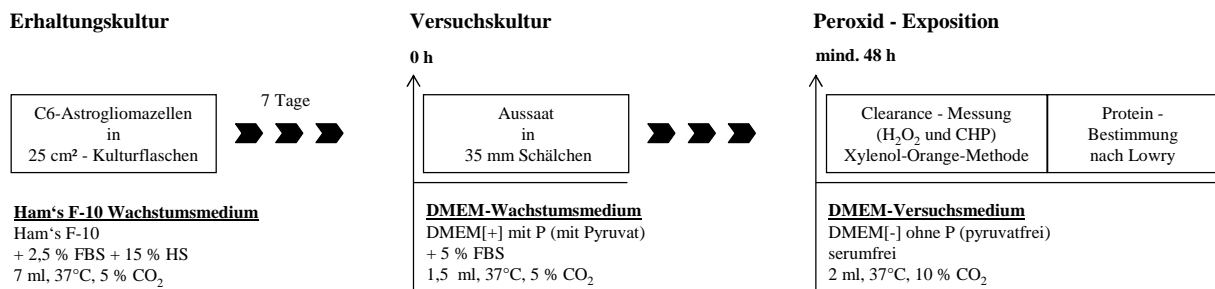 Erhaltungskultur
C6-Astrogliomazellen
in
25 cm² - Kulturflaschen
7 Tage
Ham‘s F-10 Wachstumsmedium
Ham‘s F-10
+ 2,5 % FBS + 15 % HS
7 ml, 37°C, 5 % CO₂
Versuchskultur
0 h
Aussaat
in
35 mm Schälchen
DMEM-Wachstumsmedium
DMEM[+] mit P (mit Pyruvat)
+ 5 % FBS
1,5 ml, 37°C, 5 % CO₂
Peroxid - Exposition
mind. 48 h
Clearance - Messung
(H₂O₂ und CHP)
Xylenol-Orange-Methode
Protein -
Bestimmung
nach Lowry
DMEM-Versuchsmedium
DMEM[-] ohne P (pyruvatfrei)
serumfrei
2 ml, 37°C, 10 % CO₂